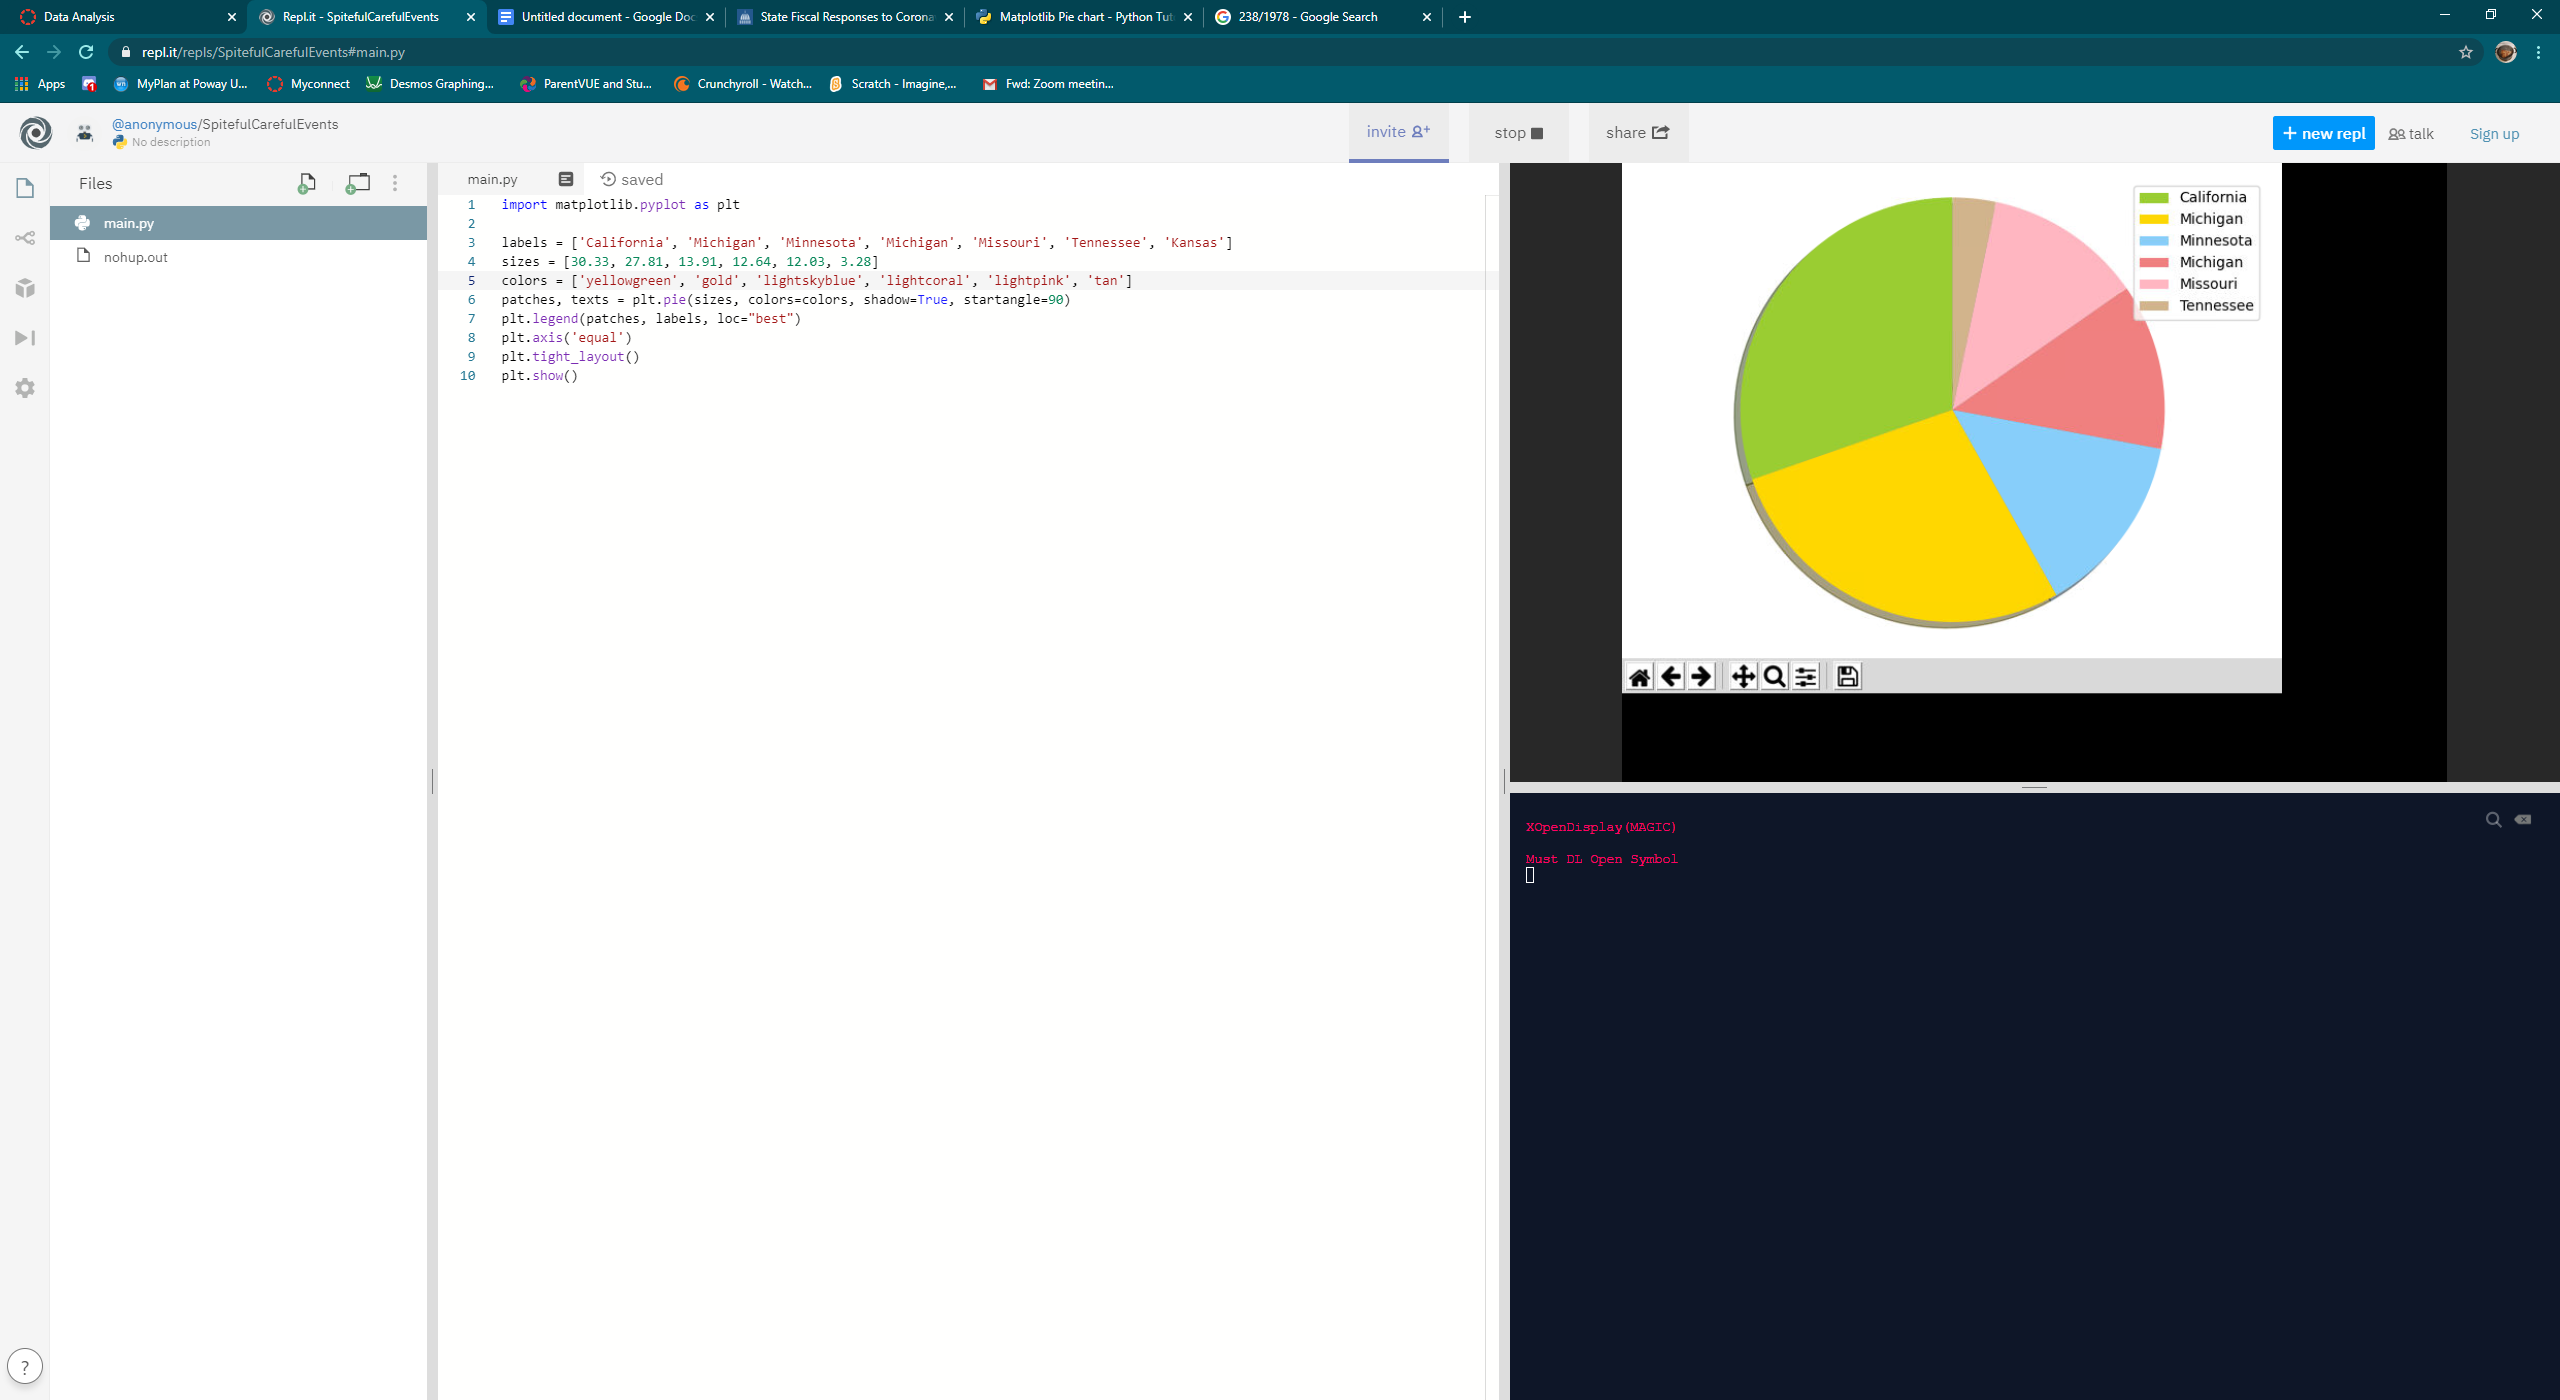 Data Analysis
Repl.it - SpitefulCarefulEvents
Untitled document - Google Doc
State Fiscal Responses to Corona
Matplotlib Pie chart - Python Tut
238/1978 - Google Search
repl.it/repls/SpitefulCarefulEvents#main.py
Apps
1
MyPlan at Poway U...
Myconnect
Desmos Graphing...
ParentVUE and Stu...
Crunchyroll - Watch...
Scratch - Imagine,...
Fwd: Zoom meetin...
@anonymous/SpitefulCarefulEvents
No description
invite
stop
share
+ new repl
talk
Sign up
Files
main.py
nohup.out
main.py
saved
1 import matplotlib.pyplot as plt
2
3 labels = ['California', 'Michigan', 'Minnesota', 'Michigan', 'Missouri', 'Tennessee', 'Kansas']
4 sizes = [30.33, 27.81, 13.91, 12.64, 12.03, 3.28]
5 colors = ['yellowgreen', 'gold', 'lightskyblue', 'lightcoral', 'lightpink', 'tan']
6 patches, texts = plt.pie(sizes, colors=colors, shadow=True, startangle=90)
7 plt.legend(patches, labels, loc="best")
8 plt.axis('equal')
9 plt.tight_layout()
10 plt.show()
California
Michigan
Minnesota
Michigan
Missouri
Tennessee
XOpenDisplay(MAGIC)
Must DL Open Symbol
?